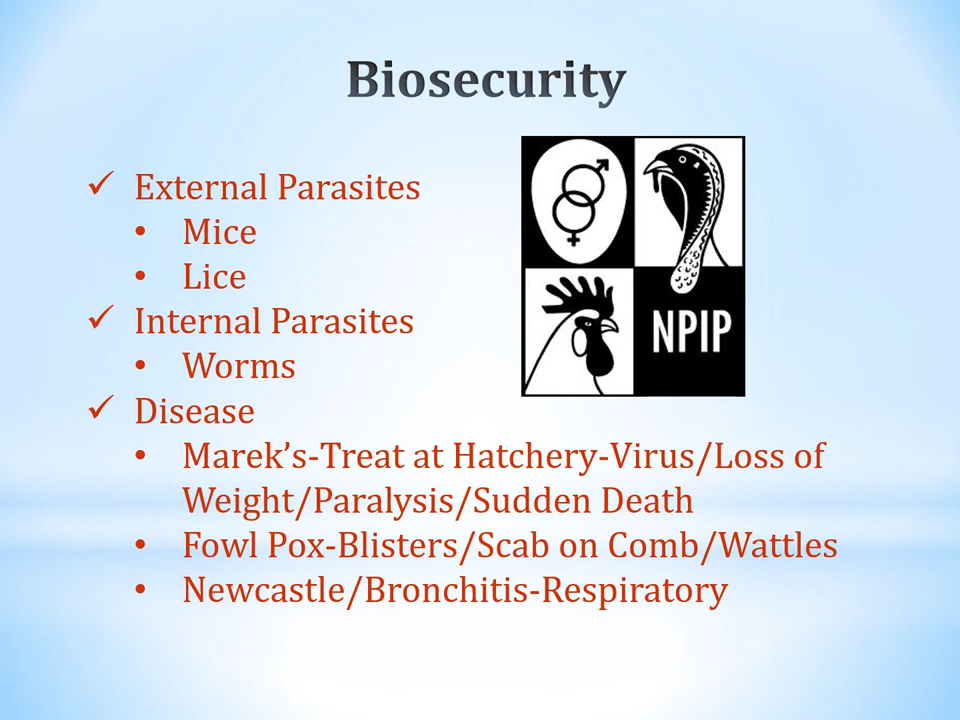 Biosecurity
✓ External Parasites
• Mice
• Lice
✓ Internal Parasites
• Worms
✓ Disease
• Marek’s-Treat at Hatchery-Virus/Loss of
Weight/Paralysis/Sudden Death
• Fowl Pox-Blisters/Scab on Comb/Wattles
• Newcastle/Bronchitis-Respiratory
NPIP